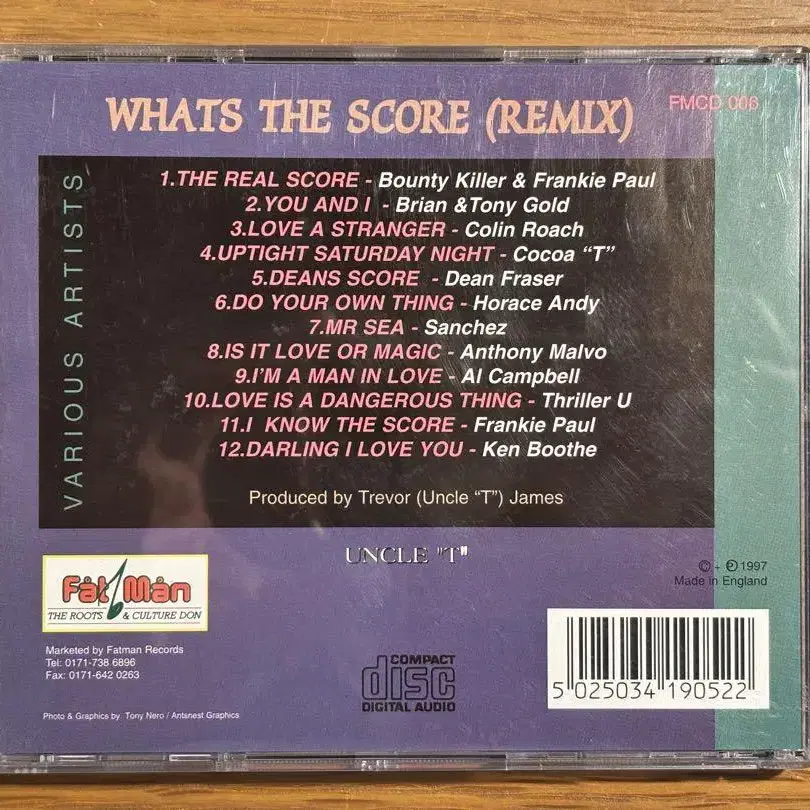 WHATS THE SCORE (REMIX)
FMCD 006
VARIOUS ARTISTS
1.THE REAL SCORE - Bounty Killer & Frankie Paul
2.YOU AND I - Brian &Tony Gold
3.LOVE A STRANGER - Colin Roach
4.UPTIGHT SATURDAY NIGHT - Cocoa “T”
5.DEANS SCORE - Dean Fraser
6.DO YOUR OWN THING - Horace Andy
7.MR SEA - Sanchez
8.IS IT LOVE OR MAGIC - Anthony Malvo
9.I’M A MAN IN LOVE - Al Campbell
10.LOVE IS A DANGEROUS THING - Thriller U
11.I KNOW THE SCORE - Frankie Paul
12.DARLING I LOVE YOU - Ken Boothe
Produced by Trevor (Uncle “T”) James
UNCLE "T"
Fåt Mån
THE ROOTS & CULTURE DON
Marketed by Fatman Records
Tel: 0171-738 6896
Fax: 0171-642 0263
Photo & Graphics by Tony Nero / Antsnest Graphics
COMPACT
disc
DIGITAL AUDIO
© + ℗ 1997
Made in England
5 025034 190522